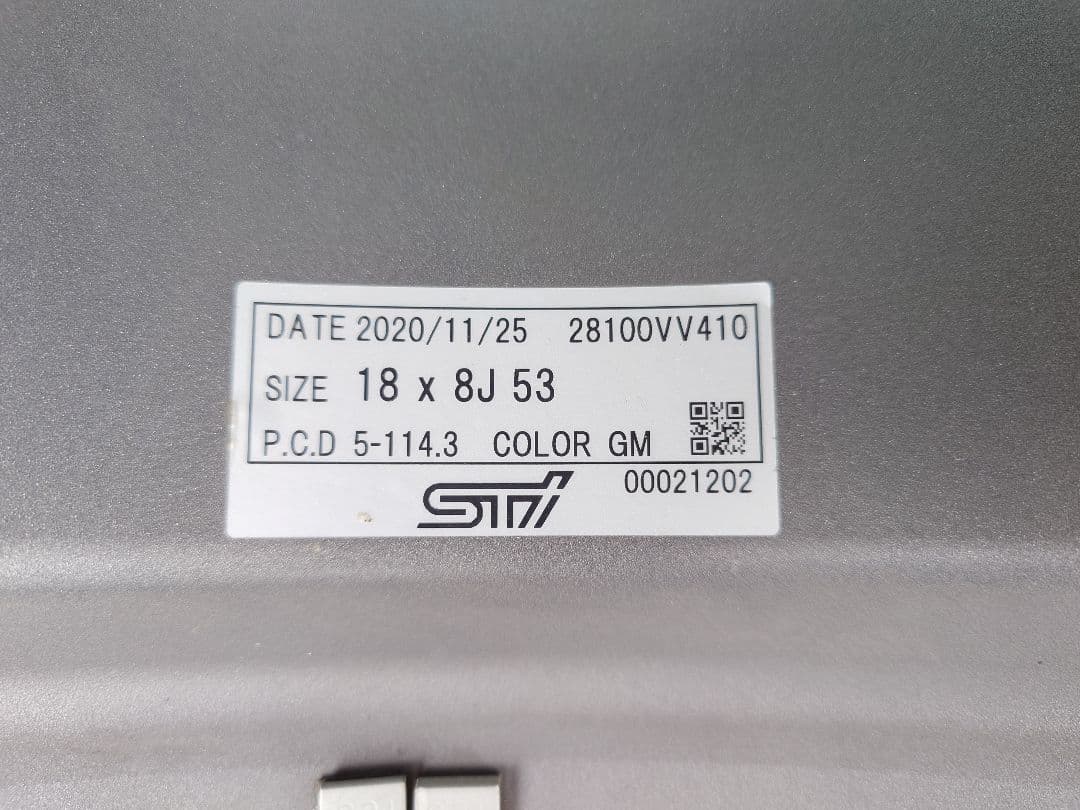 DATE 2020/11/25 28100VV410
SIZE 18 x 8J 53
P.C.D 5-114.3 COLOR GM
00021202
STI